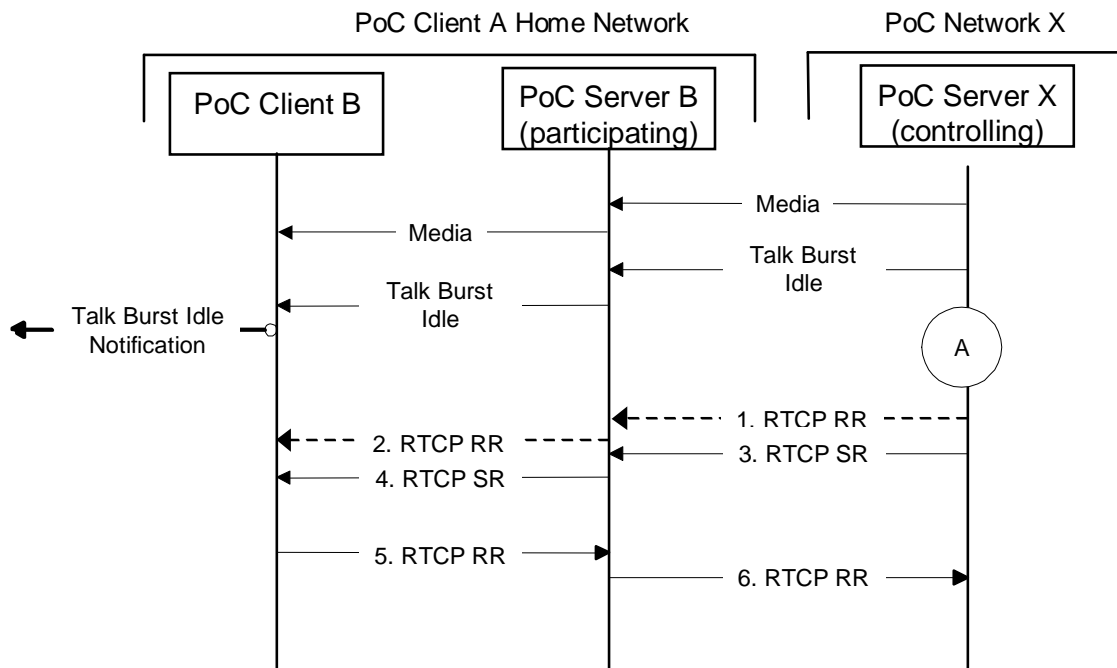 PoC Client A Home Network
PoC Network X
PoC Client B
PoC Server B
(participating)
PoC Server X
(controlling)
Media
Media
Talk Burst
Idle
Talk Burst
Idle
Talk Burst Idle
Notification
A
1. RTCP RR
2. RTCP RR
3. RTCP SR
4. RTCP SR
5. RTCP RR
6. RTCP RR